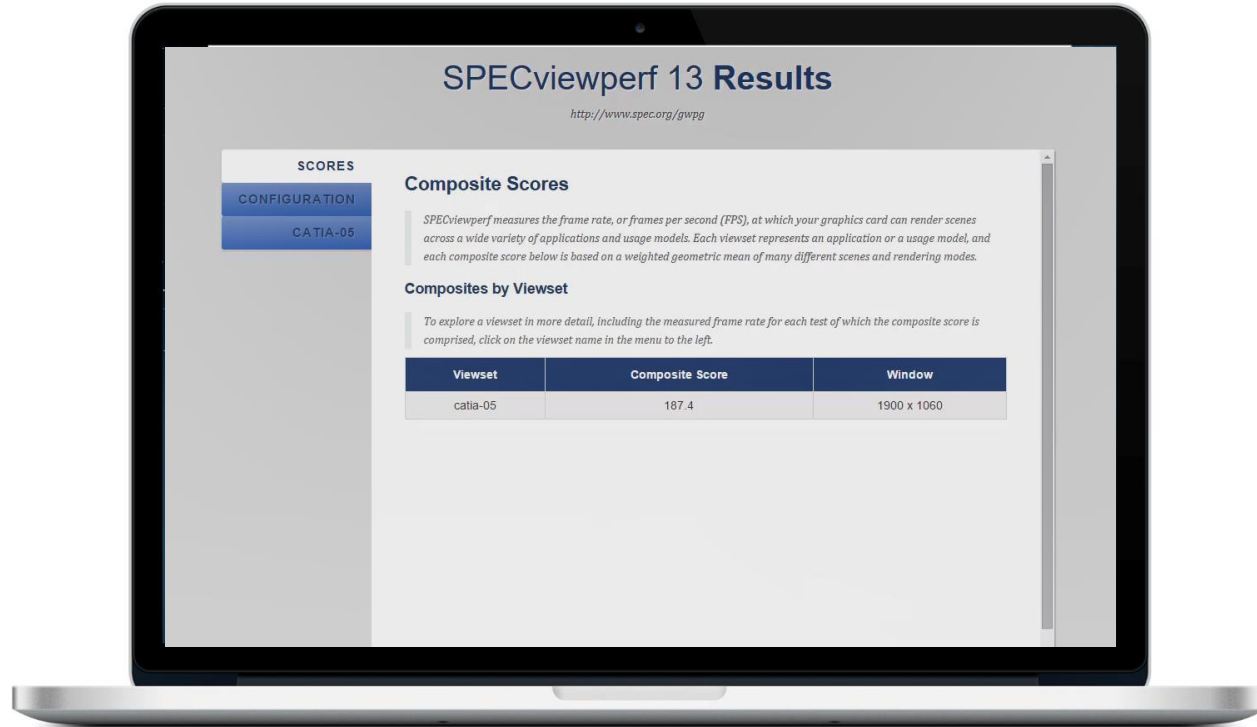 SPECviewperf 13 Results
http://www.spec.org/gwpg
SCORES
CONFIGURATION
CATIA-05
Composite Scores
SPECviewperf measures the frame rate, or frames per second (FPS), at which your graphics card can render scenes
across a wide variety of applications and usage models. Each viewset represents an application or a usage model, and
each composite score below is based on a weighted geometric mean of many different scenes and rendering modes.
Composites by Viewset
To explore a viewset in more detail, including the measured frame rate for each test of which the composite score is
comprised, click on the viewset name in the menu to the left.
Viewset Composite Score Window
catia-05 187.4 1900 x 1060